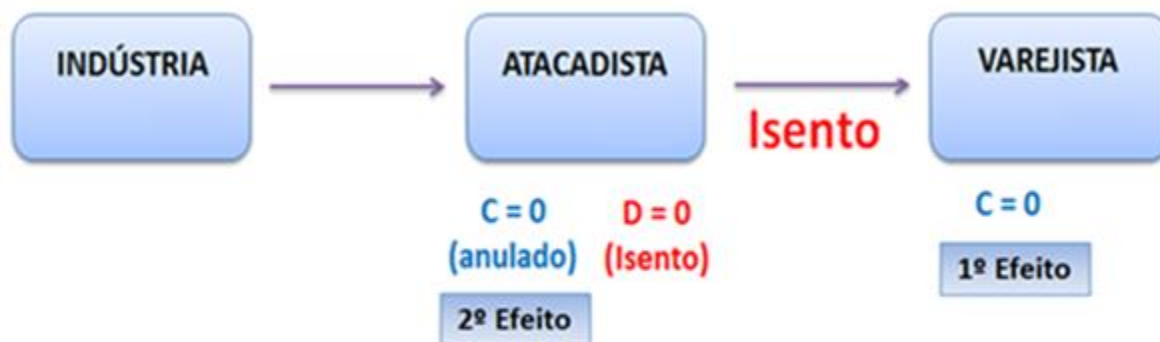 INDÚSTRIA
ATACADISTA
VAREJISTA
Isento
C = 0
(anulado)
D = 0
(Isento)
C = 0
2º Efeito
1º Efeito